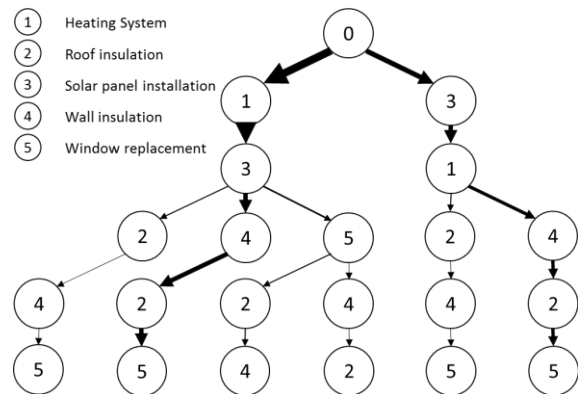 1 Heating System
2 Roof insulation
3 Solar panel installation
4 Wall insulation
5 Window replacement
0
1 3
3 1
2 4 5 2 4
4 2 2 4 4 2
5 5 4 2 5 5